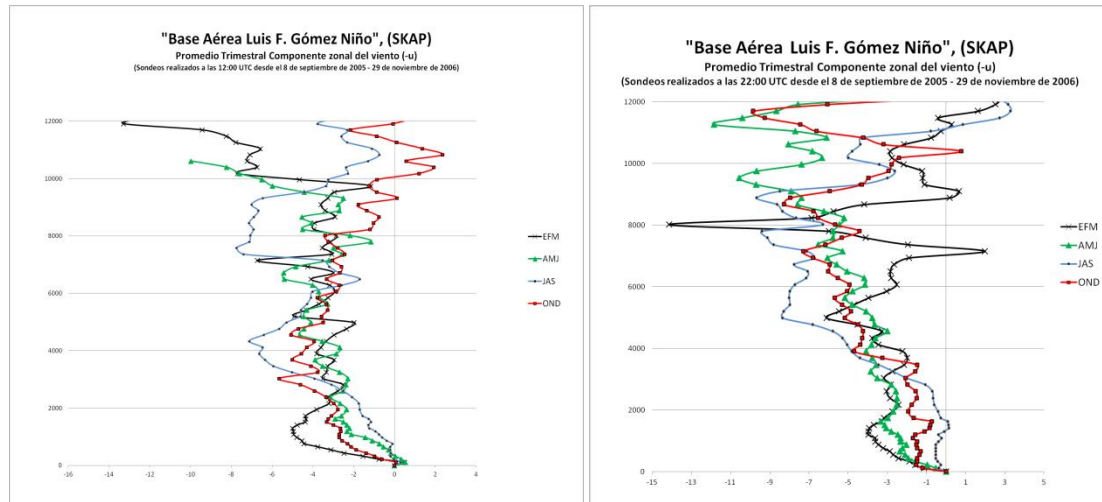 "Base Aérea Luis F. Gómez Niño", (SKAP)
Promedio Trimestral Componente zonal del viento (-u)
(Sondeos realizados a las 12:00 UTC desde el 8 de septiembre de 2005 - 29 de noviembre de 2006)
12000
10000
8000
6000
4000
2000
0
-16 -14 -12 -10 -8 -6 -4 -2 0 2 4
EFM
AMJ
JAS
OND
"Base Aérea Luis F. Gómez Niño", (SKAP)
Promedio Trimestral Componente zonal del viento (-u)
(Sondeos realizados a las 22:00 UTC desde el 8 de septiembre de 2005 - 29 de noviembre de 2006)
12000
10000
8000
6000
4000
2000
0
-15 -13 -11 -9 -7 -5 -3 -1 1 3 5
EFM
AMJ
JAS
OND